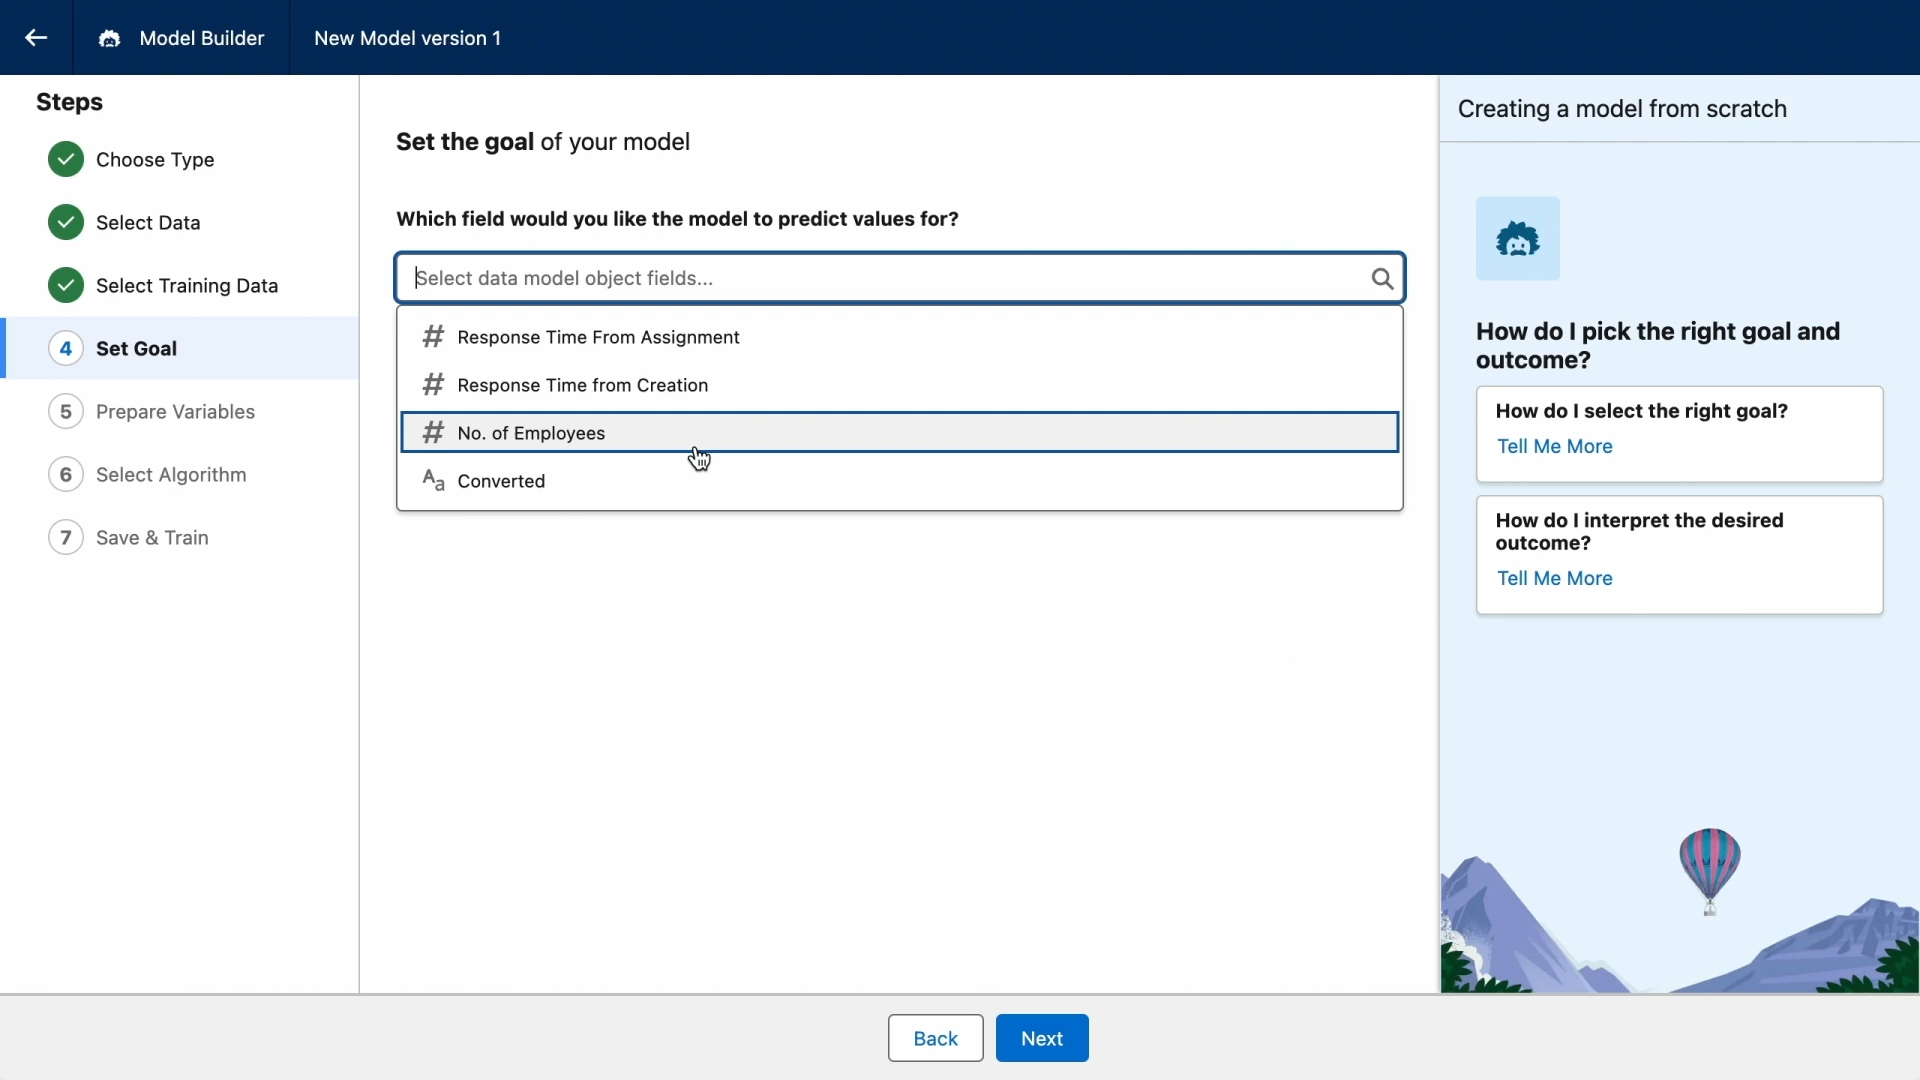 Model Builder
New Model version 1
Steps
Choose Type
Select Data
Select Training Data
4 Set Goal
5 Prepare Variables
6 Select Algorithm
7 Save & Train
Set the goal of your model
Which field would you like the model to predict values for?
Select data model object fields...
# Response Time From Assignment
# Response Time from Creation
# No. of Employees
Aa Converted
Creating a model from scratch
How do I pick the right goal and
outcome?
How do I select the right goal?
Tell Me More
How do I interpret the desired
outcome?
Tell Me More
Back
Next